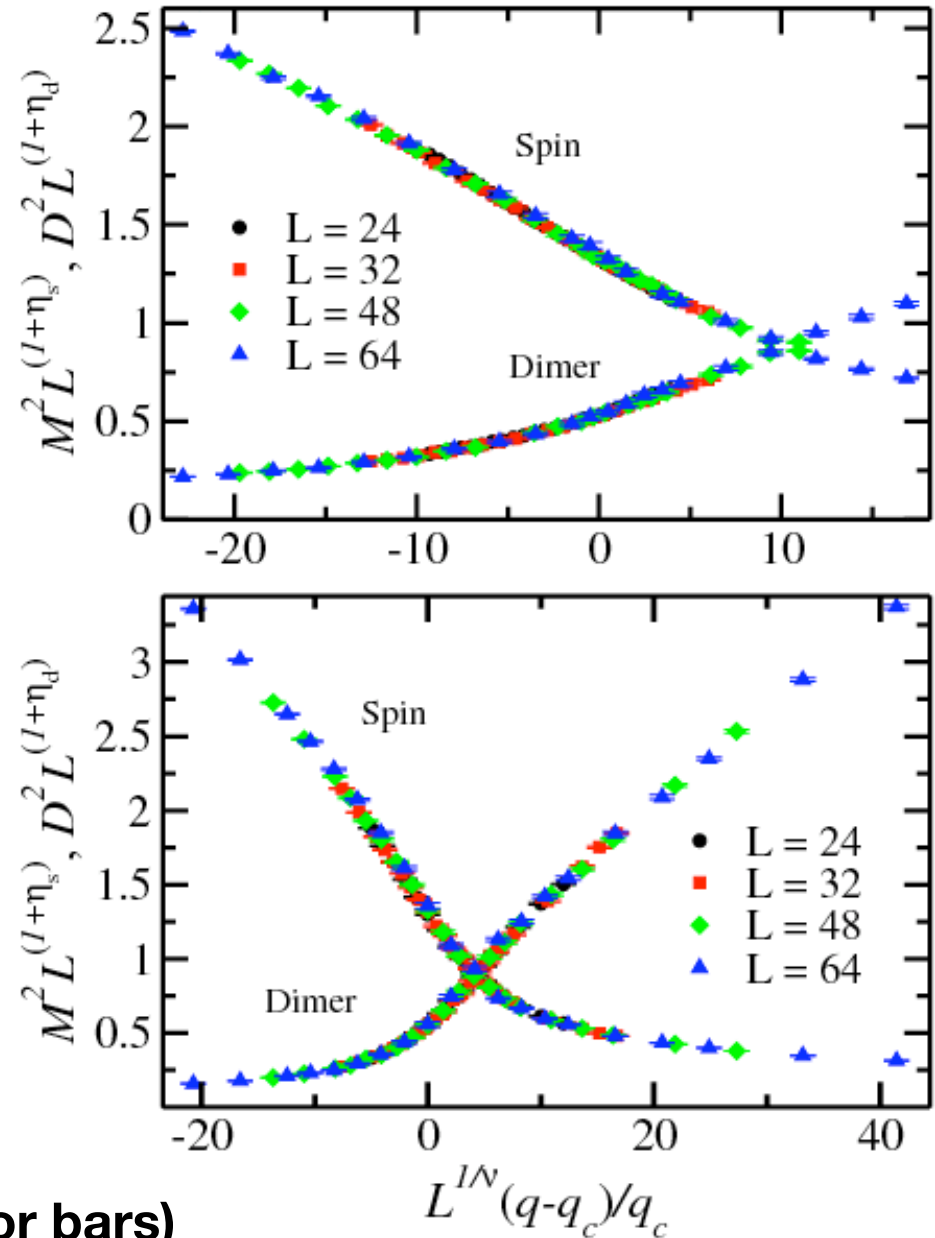 2.5
2
1.5
1
0.5
0
M²L^(1+ηs), D²L^(1+ηd)
Spin
L = 24
L = 32
L = 48
L = 64
Dimer
-20 -10 0 10
3
2.5
2
1.5
1
0.5
M²L^(1+ηs), D²L^(1+ηd)
Spin
L = 24
L = 32
L = 48
L = 64
Dimer
-20 0 20 40
L^1/ν(q-qc)/qc
or bars)